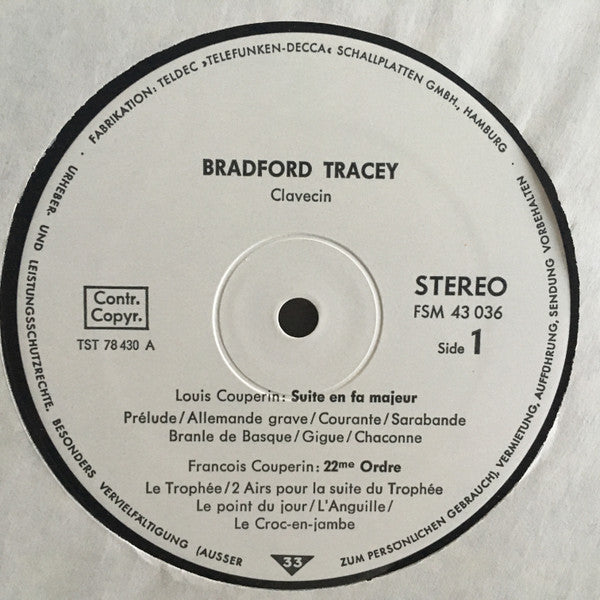 · FABRIKATION: TELDEC »TELEFUNKEN-DECCA« SCHALLPLATTEN GMBH., HAMBURG ·
URHEBER- UND LEISTUNGSSCHUTZRECHTE. BESONDERS VERVIELFÄLTIGUNG (AUSSER
ZUM PERSÖNLICHEN GEBRAUCH), VERMIETUNG, AUFFÜHRUNG, SENDUNG VORBEHALTEN
BRADFORD TRACEY
Clavecin
Contr.
Copyr.
TST 78 430 A
STEREO
FSM 43 036
Side 1
Louis Couperin: Suite en fa majeur
Prélude/Allemande grave/Courante/Sarabande
Branle de Basque/Gigue/Chaconne
Francois Couperin: 22me Ordre
Le Trophée/2 Airs pour la suite du Trophée
Le point du jour/L'Anguille/
Le Croc-en-jambe
33